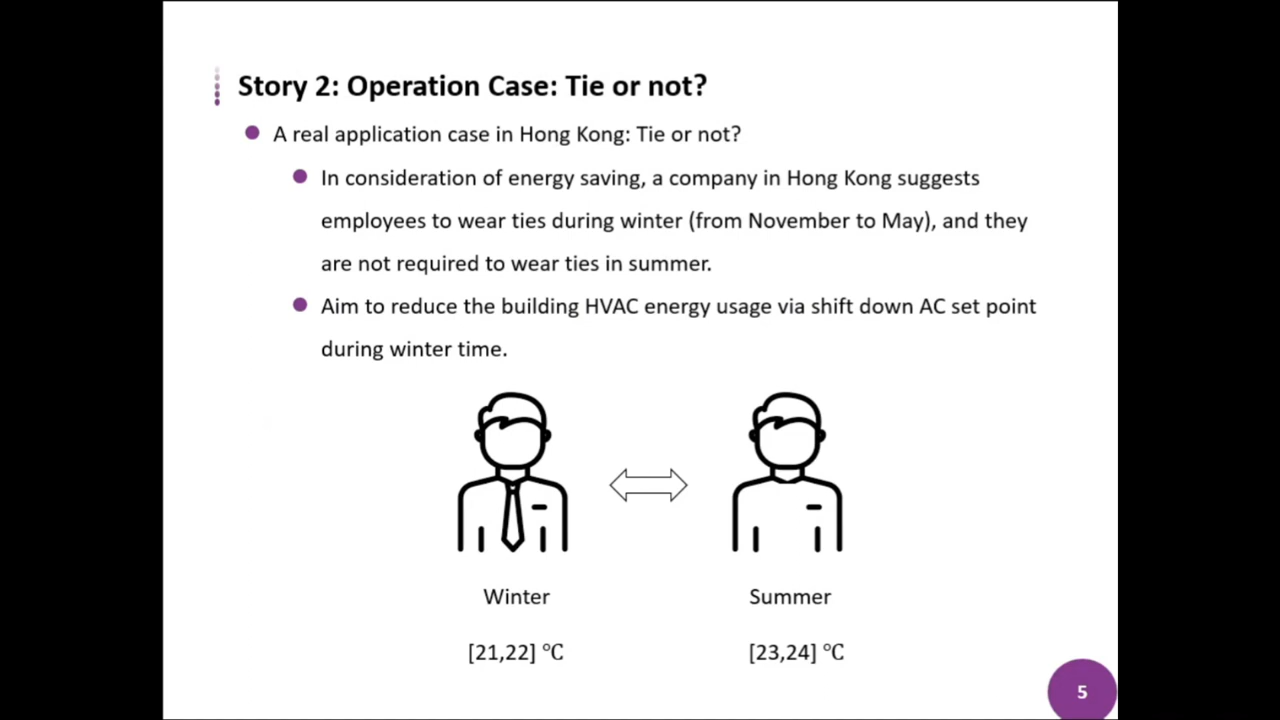 Story 2: Operation Case: Tie or not?
A real application case in Hong Kong: Tie or not?
In consideration of energy saving, a company in Hong Kong suggests
employees to wear ties during winter (from November to May), and they
are not required to wear ties in summer.
Aim to reduce the building HVAC energy usage via shift down AC set point
during winter time.
Winter
Summer
[21,22] ℃
[23,24] ℃
5